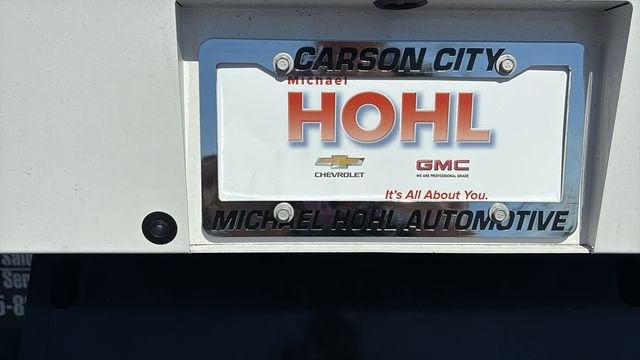 CARSON CITY
Michael
HOHL
CHEVROLET
GMC
WE ARE PROFESSIONAL GRADE
It's All About You.
MICHAEL HOHL AUTOMOTIVE